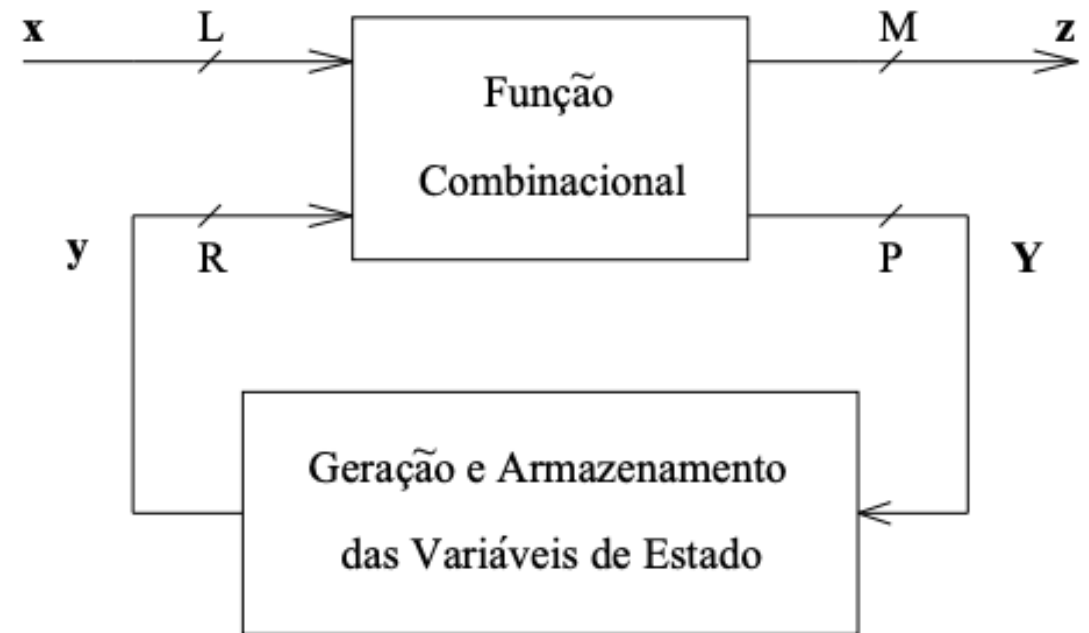 x L M z
Função
Combinacional
y R P Y
Geração e Armazenamento
das Variáveis de Estado